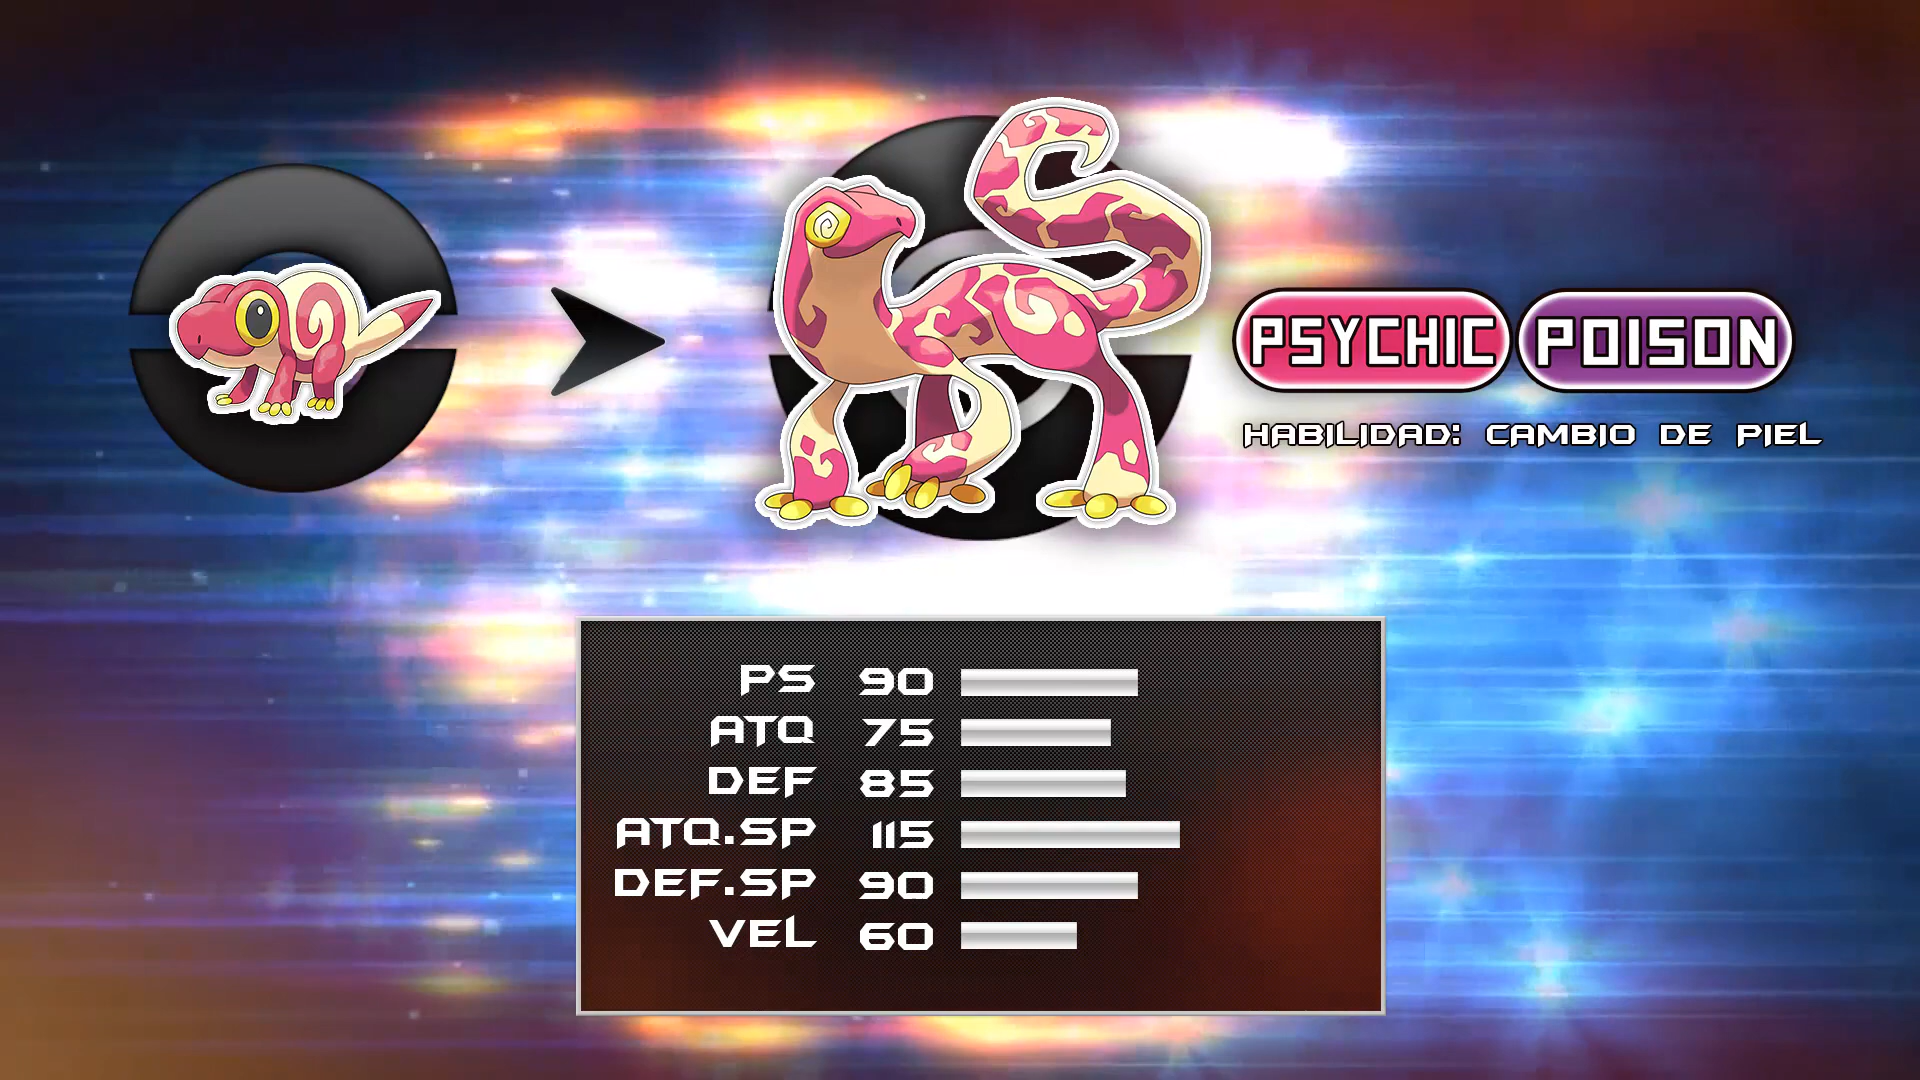 PSYCHIC POISON
HABILIDAD: CAMBIO DE PIEL
PS 90
ATQ 75
DEF 85
ATQ.SP 115
DEF.SP 90
VEL 60